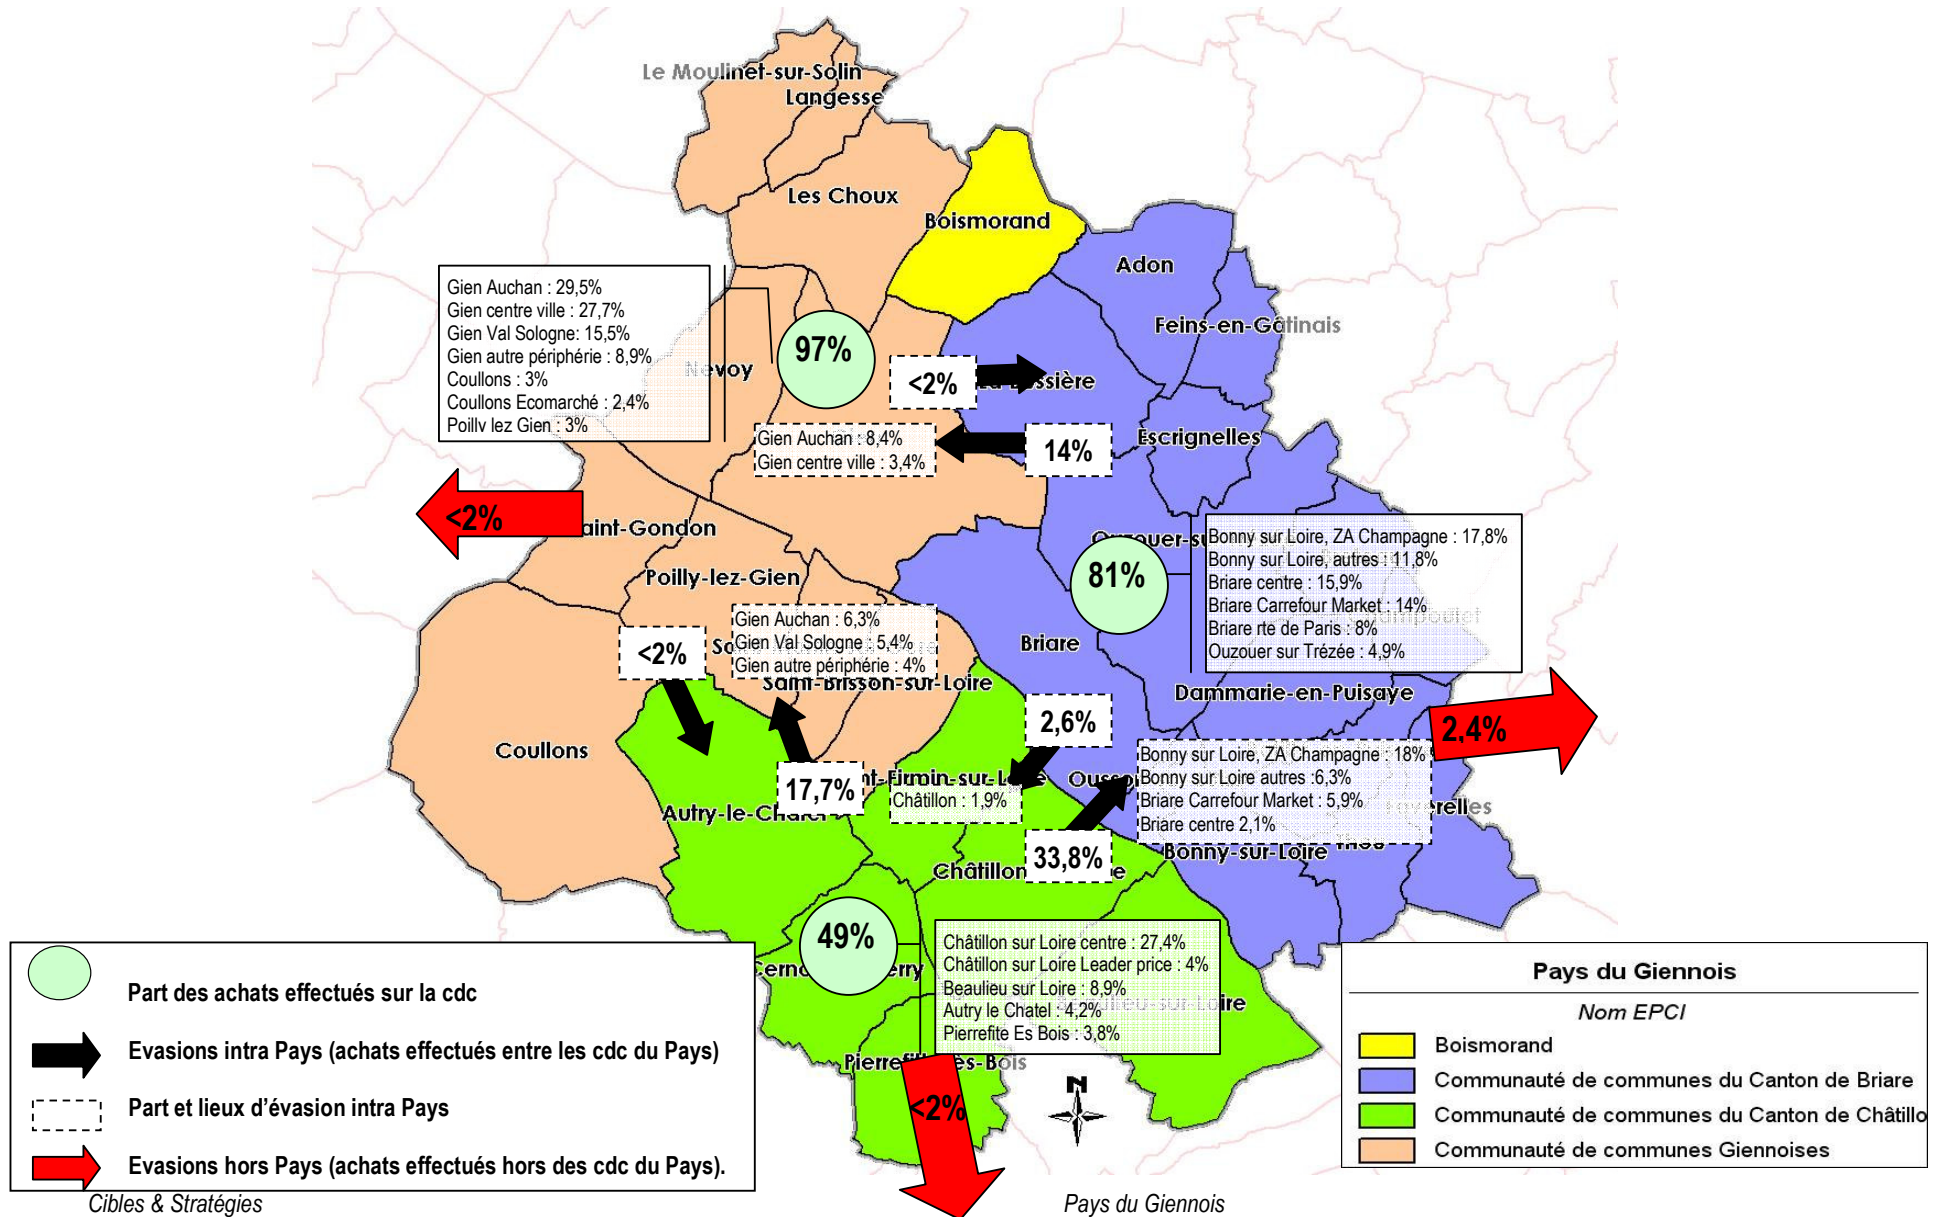 Le Moulinet-sur-Solin
Langesse
Les Choux
Boismorand
Adon
Feins-en-Gâtinais
Gien Auchan : 29,5%
Gien centre ville : 27,7%
Gien Val Sologne: 15,5%
Gien autre périphérie : 8,9%
Coullons : 3%
Coullons Ecomarché : 2,4%
Poilly lez Gien : 3%
Nevoy
97%
<2%
Gien Auchan : 8,4%
Gien centre ville : 3,4%
14%
Escrignelles
<2%
Poilly-lez-Gien
81%
Bonny sur Loire, ZA Champagne : 17,8%
Bonny sur Loire, autres : 11,8%
Briare centre : 15,9%
Briare Carrefour Market : 14%
Briare rte de Paris : 8%
Ouzouer sur Trézée : 4,9%
Gien Auchan : 6,3%
Gien Val Sologne : 5,4%
Gien autre périphérie : 4%
<2%
Briare
Saint-Brisson-sur-Loire
Dammarie-en-Puisaye
2,6%
2,4%
Coullons
Bonny sur Loire, ZA Champagne : 18%
Bonny sur Loire autres :6,3%
Briare Carrefour Market : 5,9%
Briare centre 2,1%
17,7%
Châtillon : 1,9%
33,8%
Bonny-sur-Loire
49%
Châtillon sur Loire centre : 27,4%
Châtillon sur Loire Leader price : 4%
Beaulieu sur Loire : 8,9%
Autry le Chatel : 4,2%
Pierrefite Es Bois : 3,8%
<2%
N
Part des achats effectués sur la cdc
Evasions intra Pays (achats effectués entre les cdc du Pays)
Part et lieux d'évasion intra Pays
Evasions hors Pays (achats effectués hors des cdc du Pays).
Pays du Giennois
Nom EPCI
Boismorand
Communauté de communes du Canton de Briare
Communauté de communes du Canton de Châtillo
Communauté de communes Giennoises
Cibles & Stratégies
Pays du Giennois